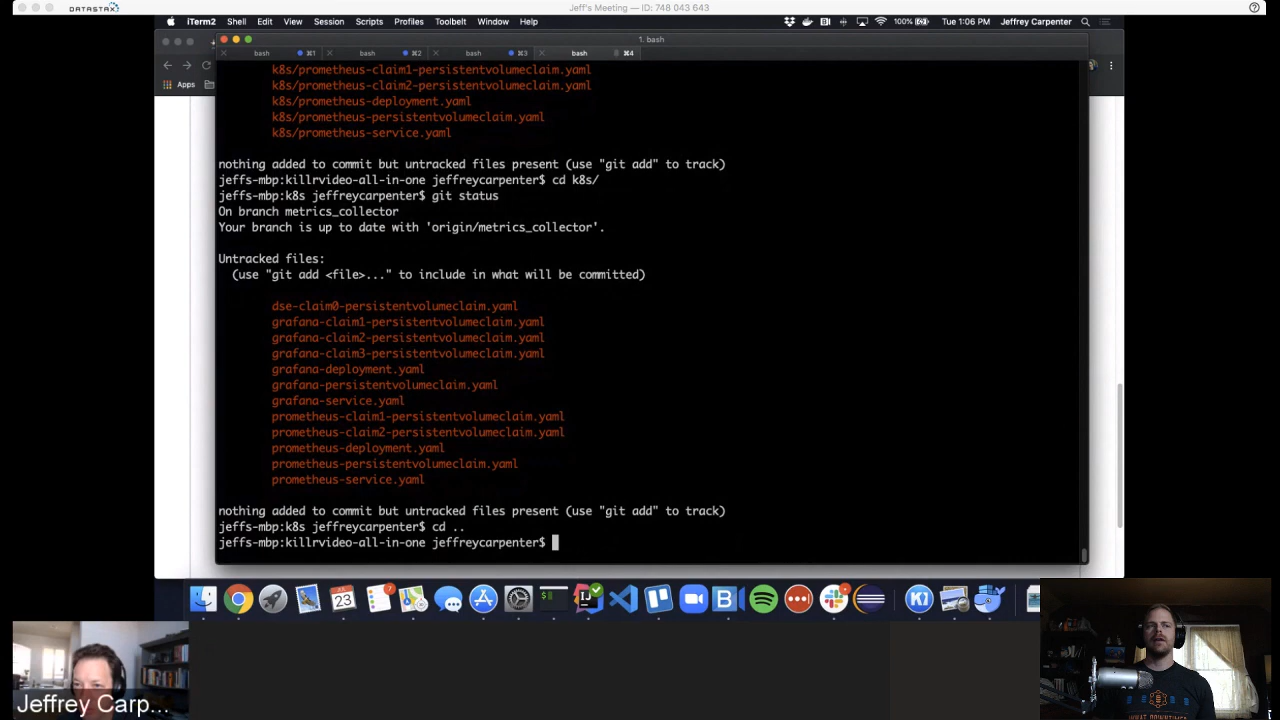 DATASTAX
Jeff's Meeting — ID: 748 043 643
iTerm2 Shell Edit View Session Scripts Profiles Toolbelt Window Help
100% Tue 1:06 PM Jeffrey Carpenter
1. bash
bash ⌘1 bash ⌘2 bash ⌘3 bash ⌘4
Apps
k8s/prometheus-claim1-persistentvolumeclaim.yaml
k8s/prometheus-claim2-persistentvolumeclaim.yaml
k8s/prometheus-deployment.yaml
k8s/prometheus-persistentvolumeclaim.yaml
k8s/prometheus-service.yaml
nothing added to commit but untracked files present (use "git add" to track)
jeffs-mbp:killrvideo-all-in-one jeffreycarpenter$ cd k8s/
jeffs-mbp:k8s jeffreycarpenter$ git status
On branch metrics_collector
Your branch is up to date with 'origin/metrics_collector'.
Untracked files:
(use "git add <file>..." to include in what will be committed)
dse-claim0-persistentvolumeclaim.yaml
grafana-claim1-persistentvolumeclaim.yaml
grafana-claim2-persistentvolumeclaim.yaml
grafana-claim3-persistentvolumeclaim.yaml
grafana-deployment.yaml
grafana-persistentvolumeclaim.yaml
grafana-service.yaml
prometheus-claim1-persistentvolumeclaim.yaml
prometheus-claim2-persistentvolumeclaim.yaml
prometheus-deployment.yaml
prometheus-persistentvolumeclaim.yaml
prometheus-service.yaml
nothing added to commit but untracked files present (use "git add" to track)
jeffs-mbp:k8s jeffreycarpenter$ cd ..
jeffs-mbp:killrvideo-all-in-one jeffreycarpenter$
23
Jeffrey Carp...